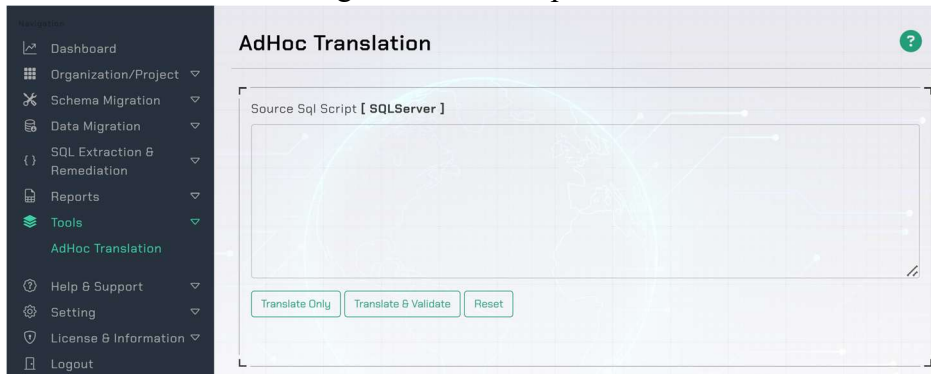 Navigation
Dashboard
Organization/Project
Schema Migration
Data Migration
SQL Extraction &
Remediation
Reports
Tools
AdHoc Translation
Help & Support
Setting
License & Information
Logout
AdHoc Translation
?
Source Sql Script [ SQLServer ]
Translate Only Translate & Validate Reset